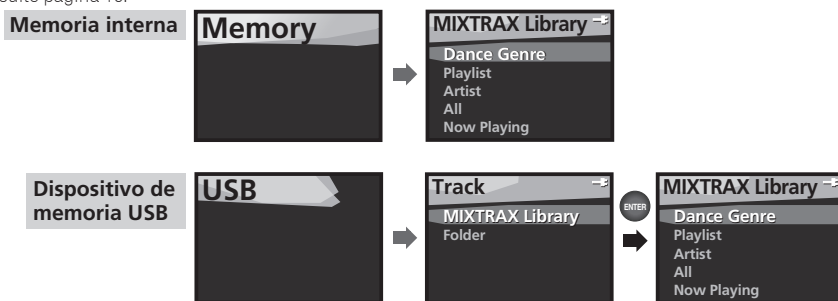 Memoria interna
Memory
MIXTRAX Library
Dance Genre
Playlist
Artist
All
Now Playing
Dispositivo de
memoria USB
USB
Track
MIXTRAX Library
Folder
ENTER
MIXTRAX Library
Dance Genre
Playlist
Artist
All
Now Playing